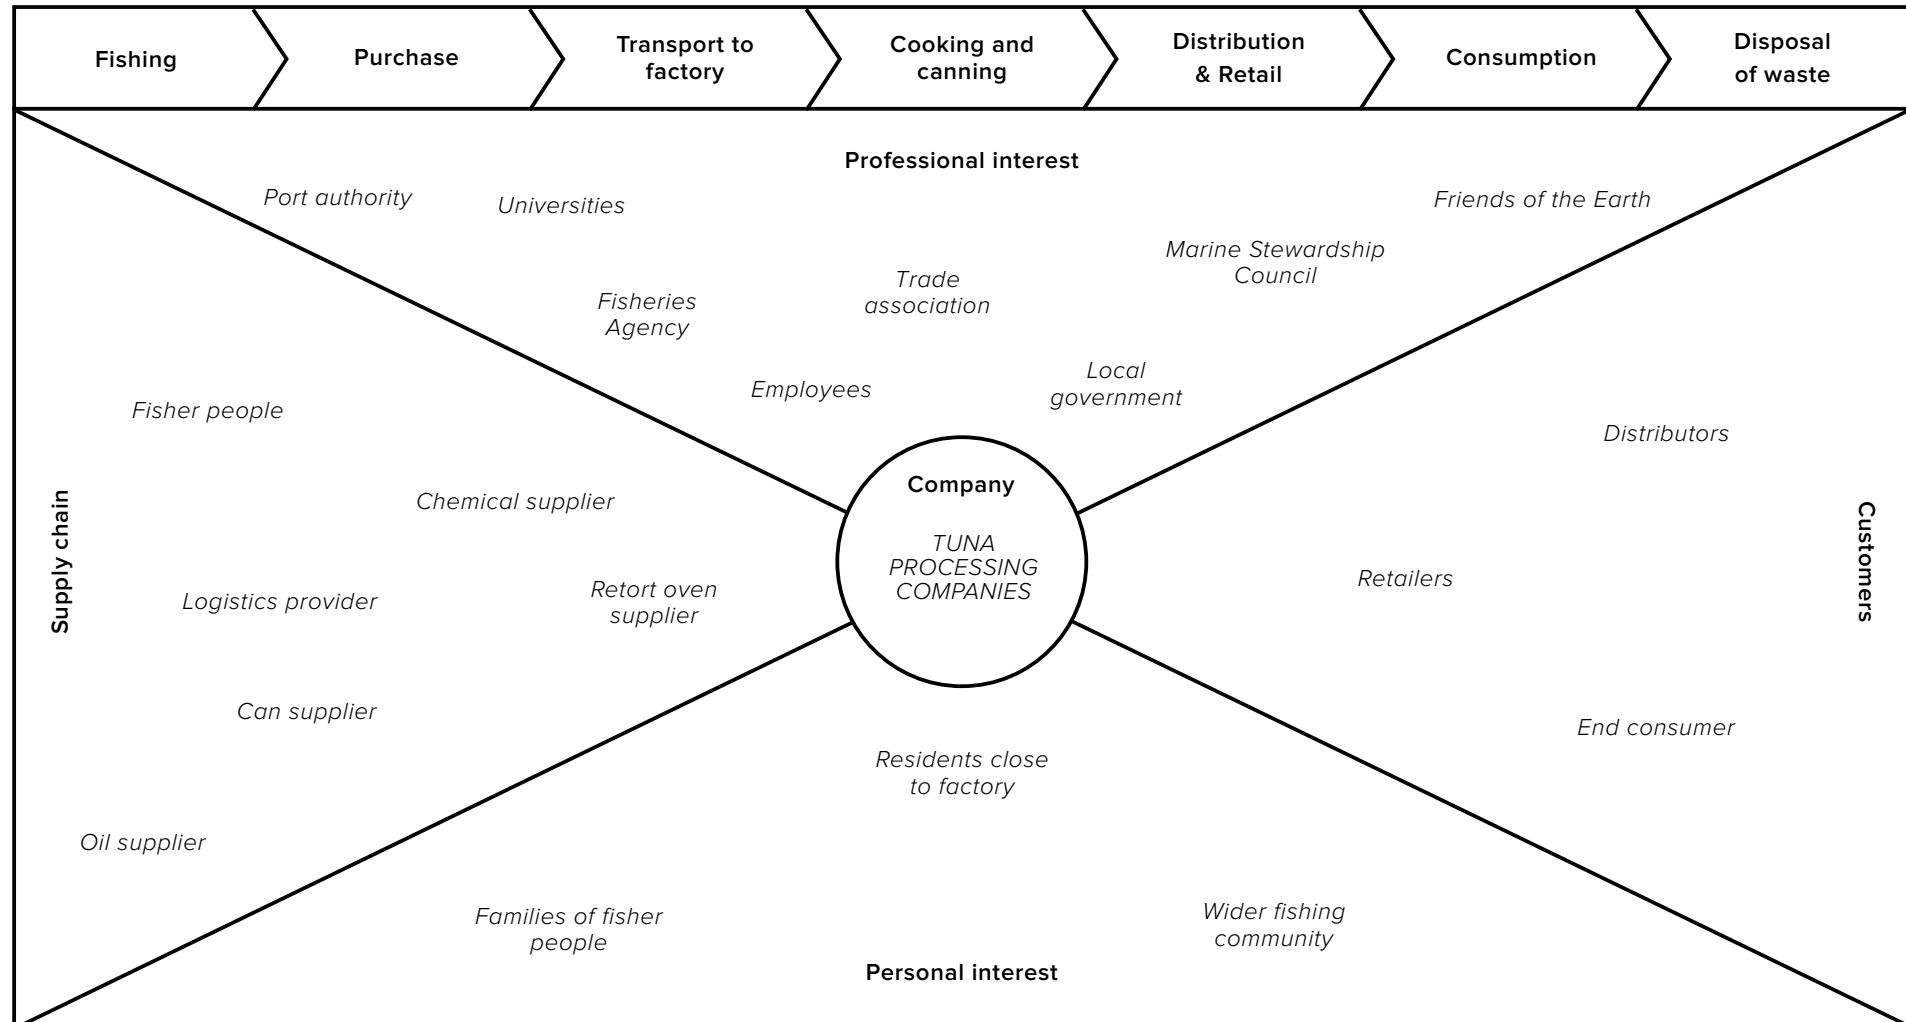 Fishing
Purchase
Transport to
factory
Cooking and
canning
Distribution
& Retail
Consumption
Disposal
of waste
Professional interest
Port authority
Universities
Friends of the Earth
Marine Stewardship
Council
Trade
association
Fisheries
Agency
Local
government
Employees
Supply chain
Fisher people
Chemical supplier
Logistics provider
Retort oven
supplier
Can supplier
Oil supplier
Company
TUNA
PROCESSING
COMPANIES
Customers
Distributors
Retailers
End consumer
Residents close
to factory
Families of fisher
people
Wider fishing
community
Personal interest